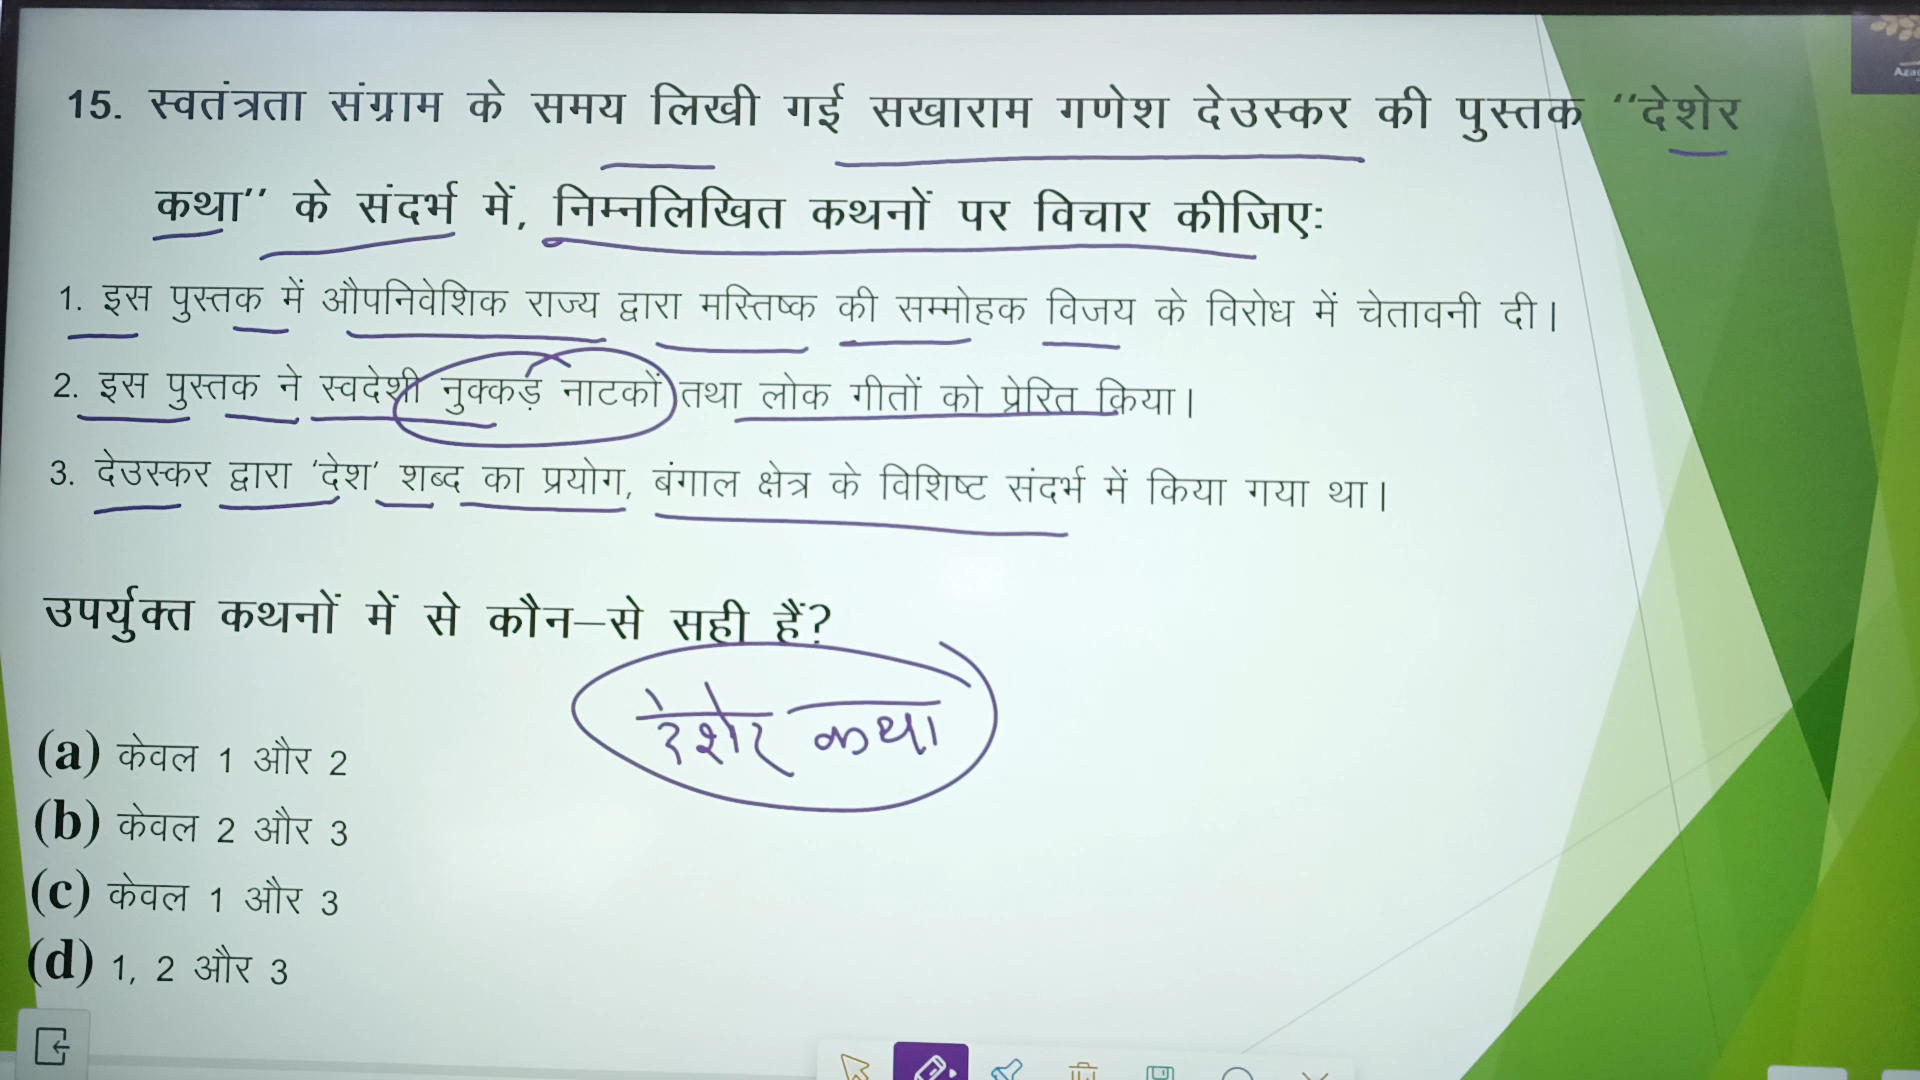 15. स्वतंत्रता संग्राम के समय लिखी गई सखाराम गणेश देउस्कर की पुस्तक "देशेर
कथा" के संदर्भ में, निम्नलिखित कथनों पर विचार कीजिए:
1. इस पुस्तक में औपनिवेशिक राज्य द्वारा मस्तिष्क की सम्मोहक विजय के विरोध में चेतावनी दी।
2. इस पुस्तक ने स्वदेशी नुक्कड़ नाटकों तथा लोक गीतों को प्रेरित किया।
3. देउस्कर द्वारा 'देश' शब्द का प्रयोग, बंगाल क्षेत्र के विशिष्ट संदर्भ में किया गया था।
उपर्युक्त कथनों में से कौन–से सही हैं?
देशेर कथा
(a) केवल 1 और 2
(b) केवल 2 और 3
(c) केवल 1 और 3
(d) 1, 2 और 3